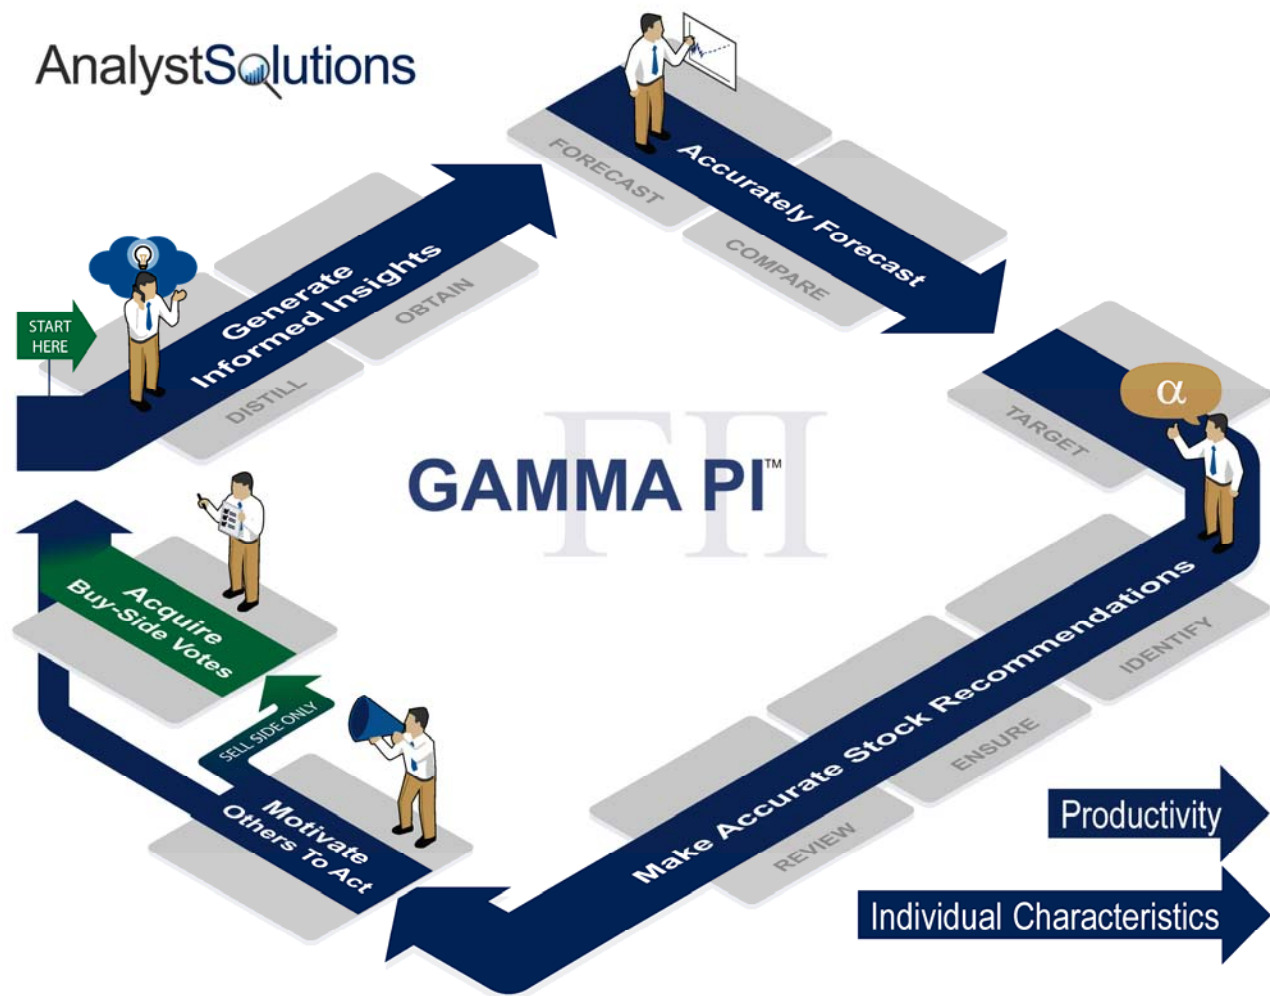 AnalystSolutions
START
HERE
Generate
Informed Insights
DISTILL
OBTAIN
Accurately Forecast
FORECAST
COMPARE
TARGET
α
Make Accurate Stock Recommendations
IDENTIFY
ENSURE
REVIEW
Motivate
Others To Act
SELL SIDE ONLY
Acquire
Buy-Side Votes
ΓΠ
GAMMA PI™
Productivity
Individual Characteristics